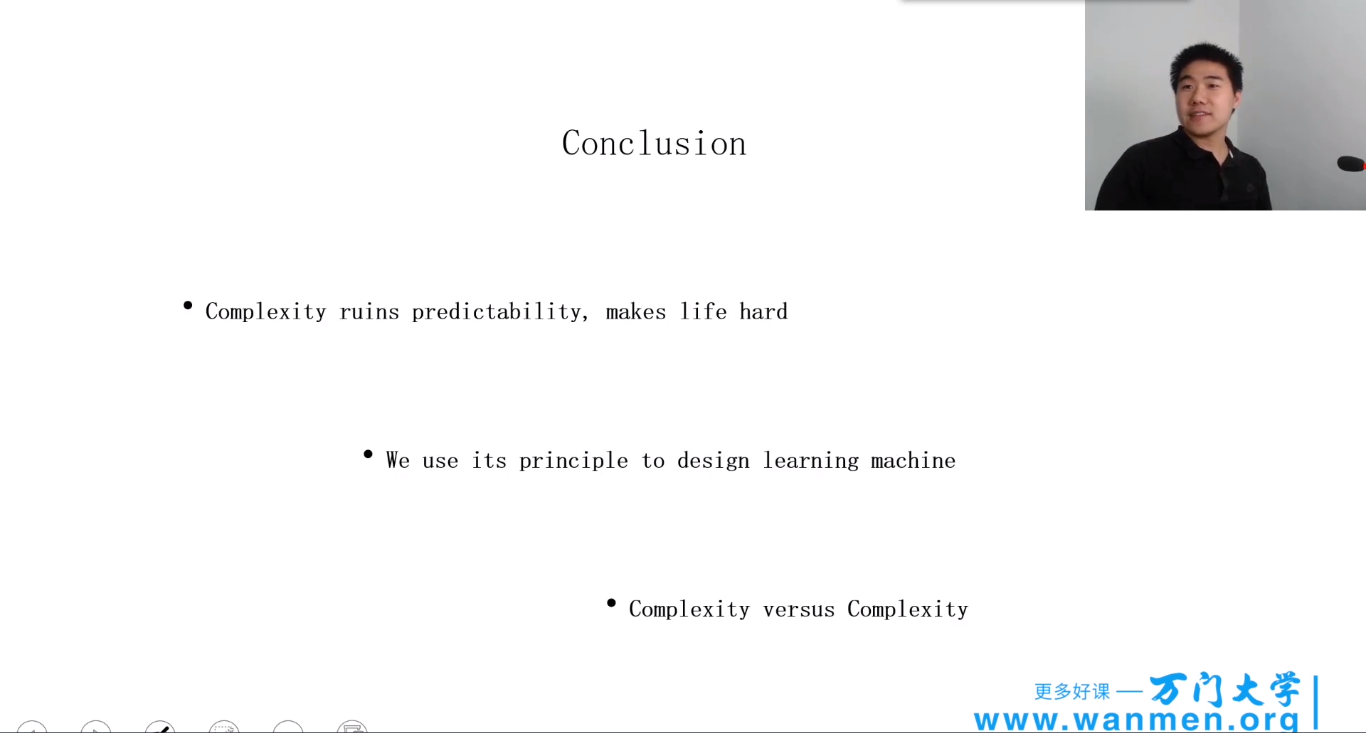 Conclusion
• Complexity ruins predictability, makes life hard
• We use its principle to design learning machine
• Complexity versus Complexity
更多好课 — 万门大学
www.wanmen.org